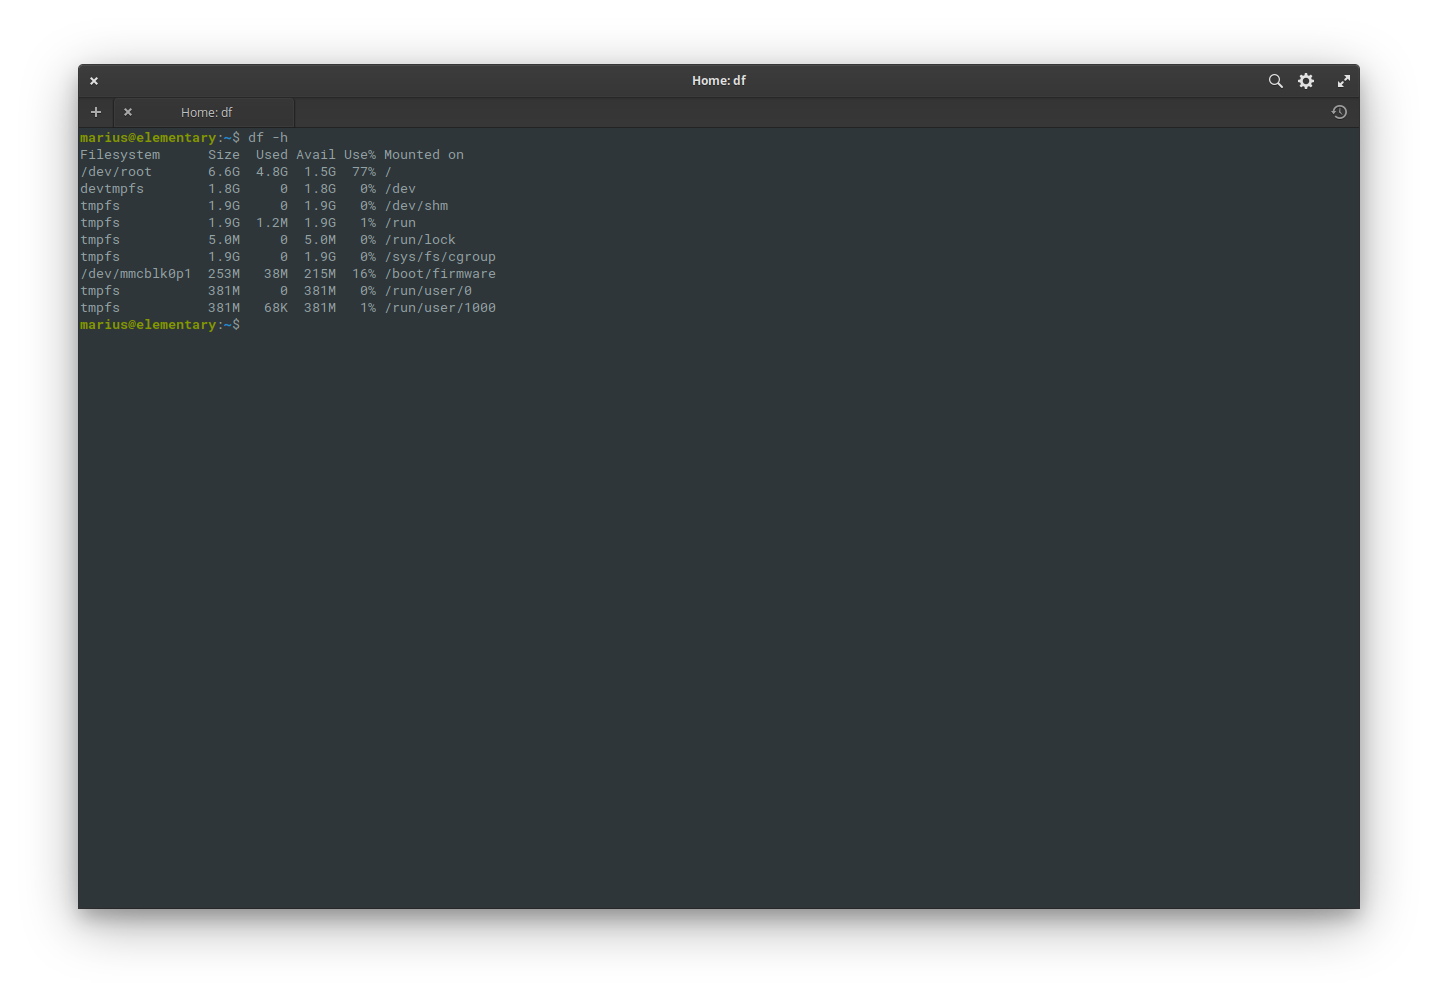 Home: df
Home: df
marius@elementary:~$ df -h
Filesystem      Size  Used Avail Use% Mounted on
/dev/root       6.6G  4.8G  1.5G  77% /
devtmpfs        1.8G     0  1.8G   0% /dev
tmpfs           1.9G     0  1.9G   0% /dev/shm
tmpfs           1.9G  1.2M  1.9G   1% /run
tmpfs           5.0M     0  5.0M   0% /run/lock
tmpfs           1.9G     0  1.9G   0% /sys/fs/cgroup
/dev/mmcblk0p1  253M   38M  215M  16% /boot/firmware
tmpfs           381M     0  381M   0% /run/user/0
tmpfs           381M   68K  381M   1% /run/user/1000
marius@elementary:~$